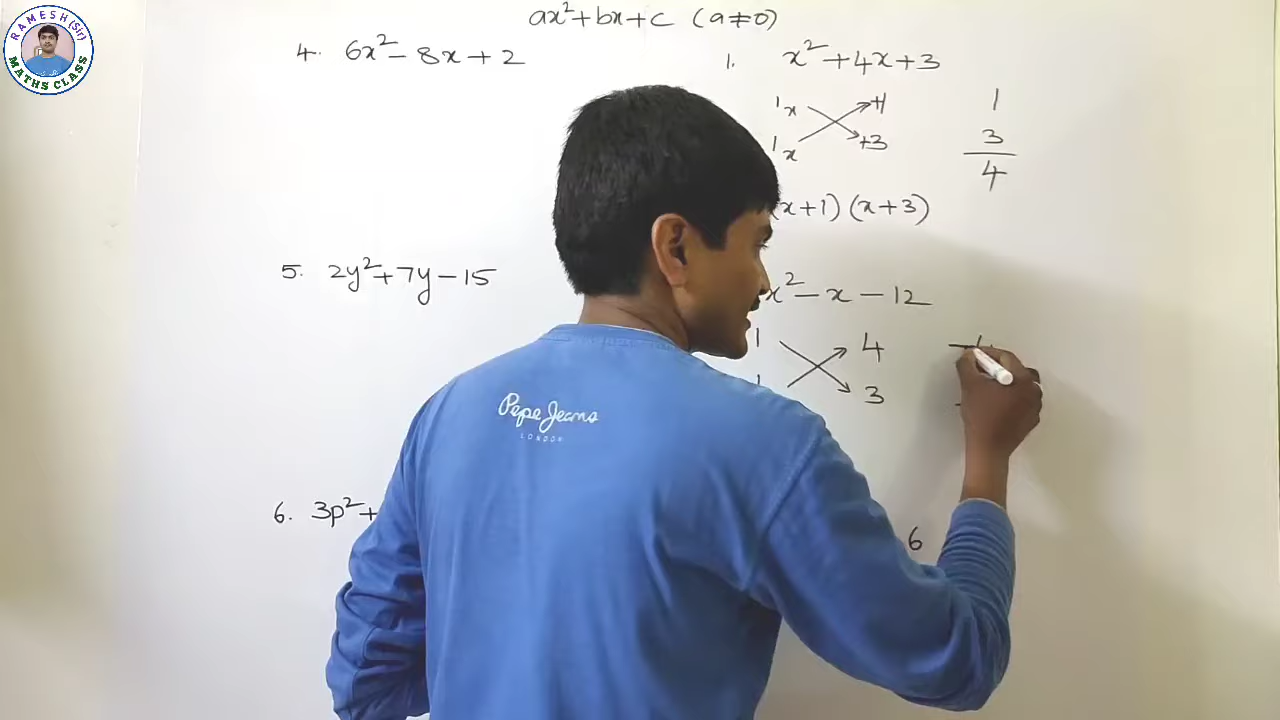 RAMESH (Sir)
MATHS CLASS
ax²+bx+c (a≠0)
4. 6x²-8x+2
1. x²+4x+3
1x +1
1x +3
1
3
4
(x+1) (x+3)
5. 2y²+7y-15
x²-x-12
1 4
1 3
6. 3p²+
6
Pepe Jeans
LONDON